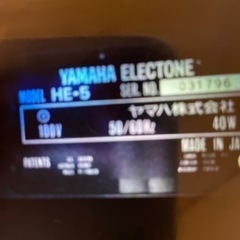 YAMAHA ELECTONE
MODEL HE-5 SER. NO. 031796
ヤマハ株式会社
100V 50/60Hz 40W
PATENTS MADE IN JA